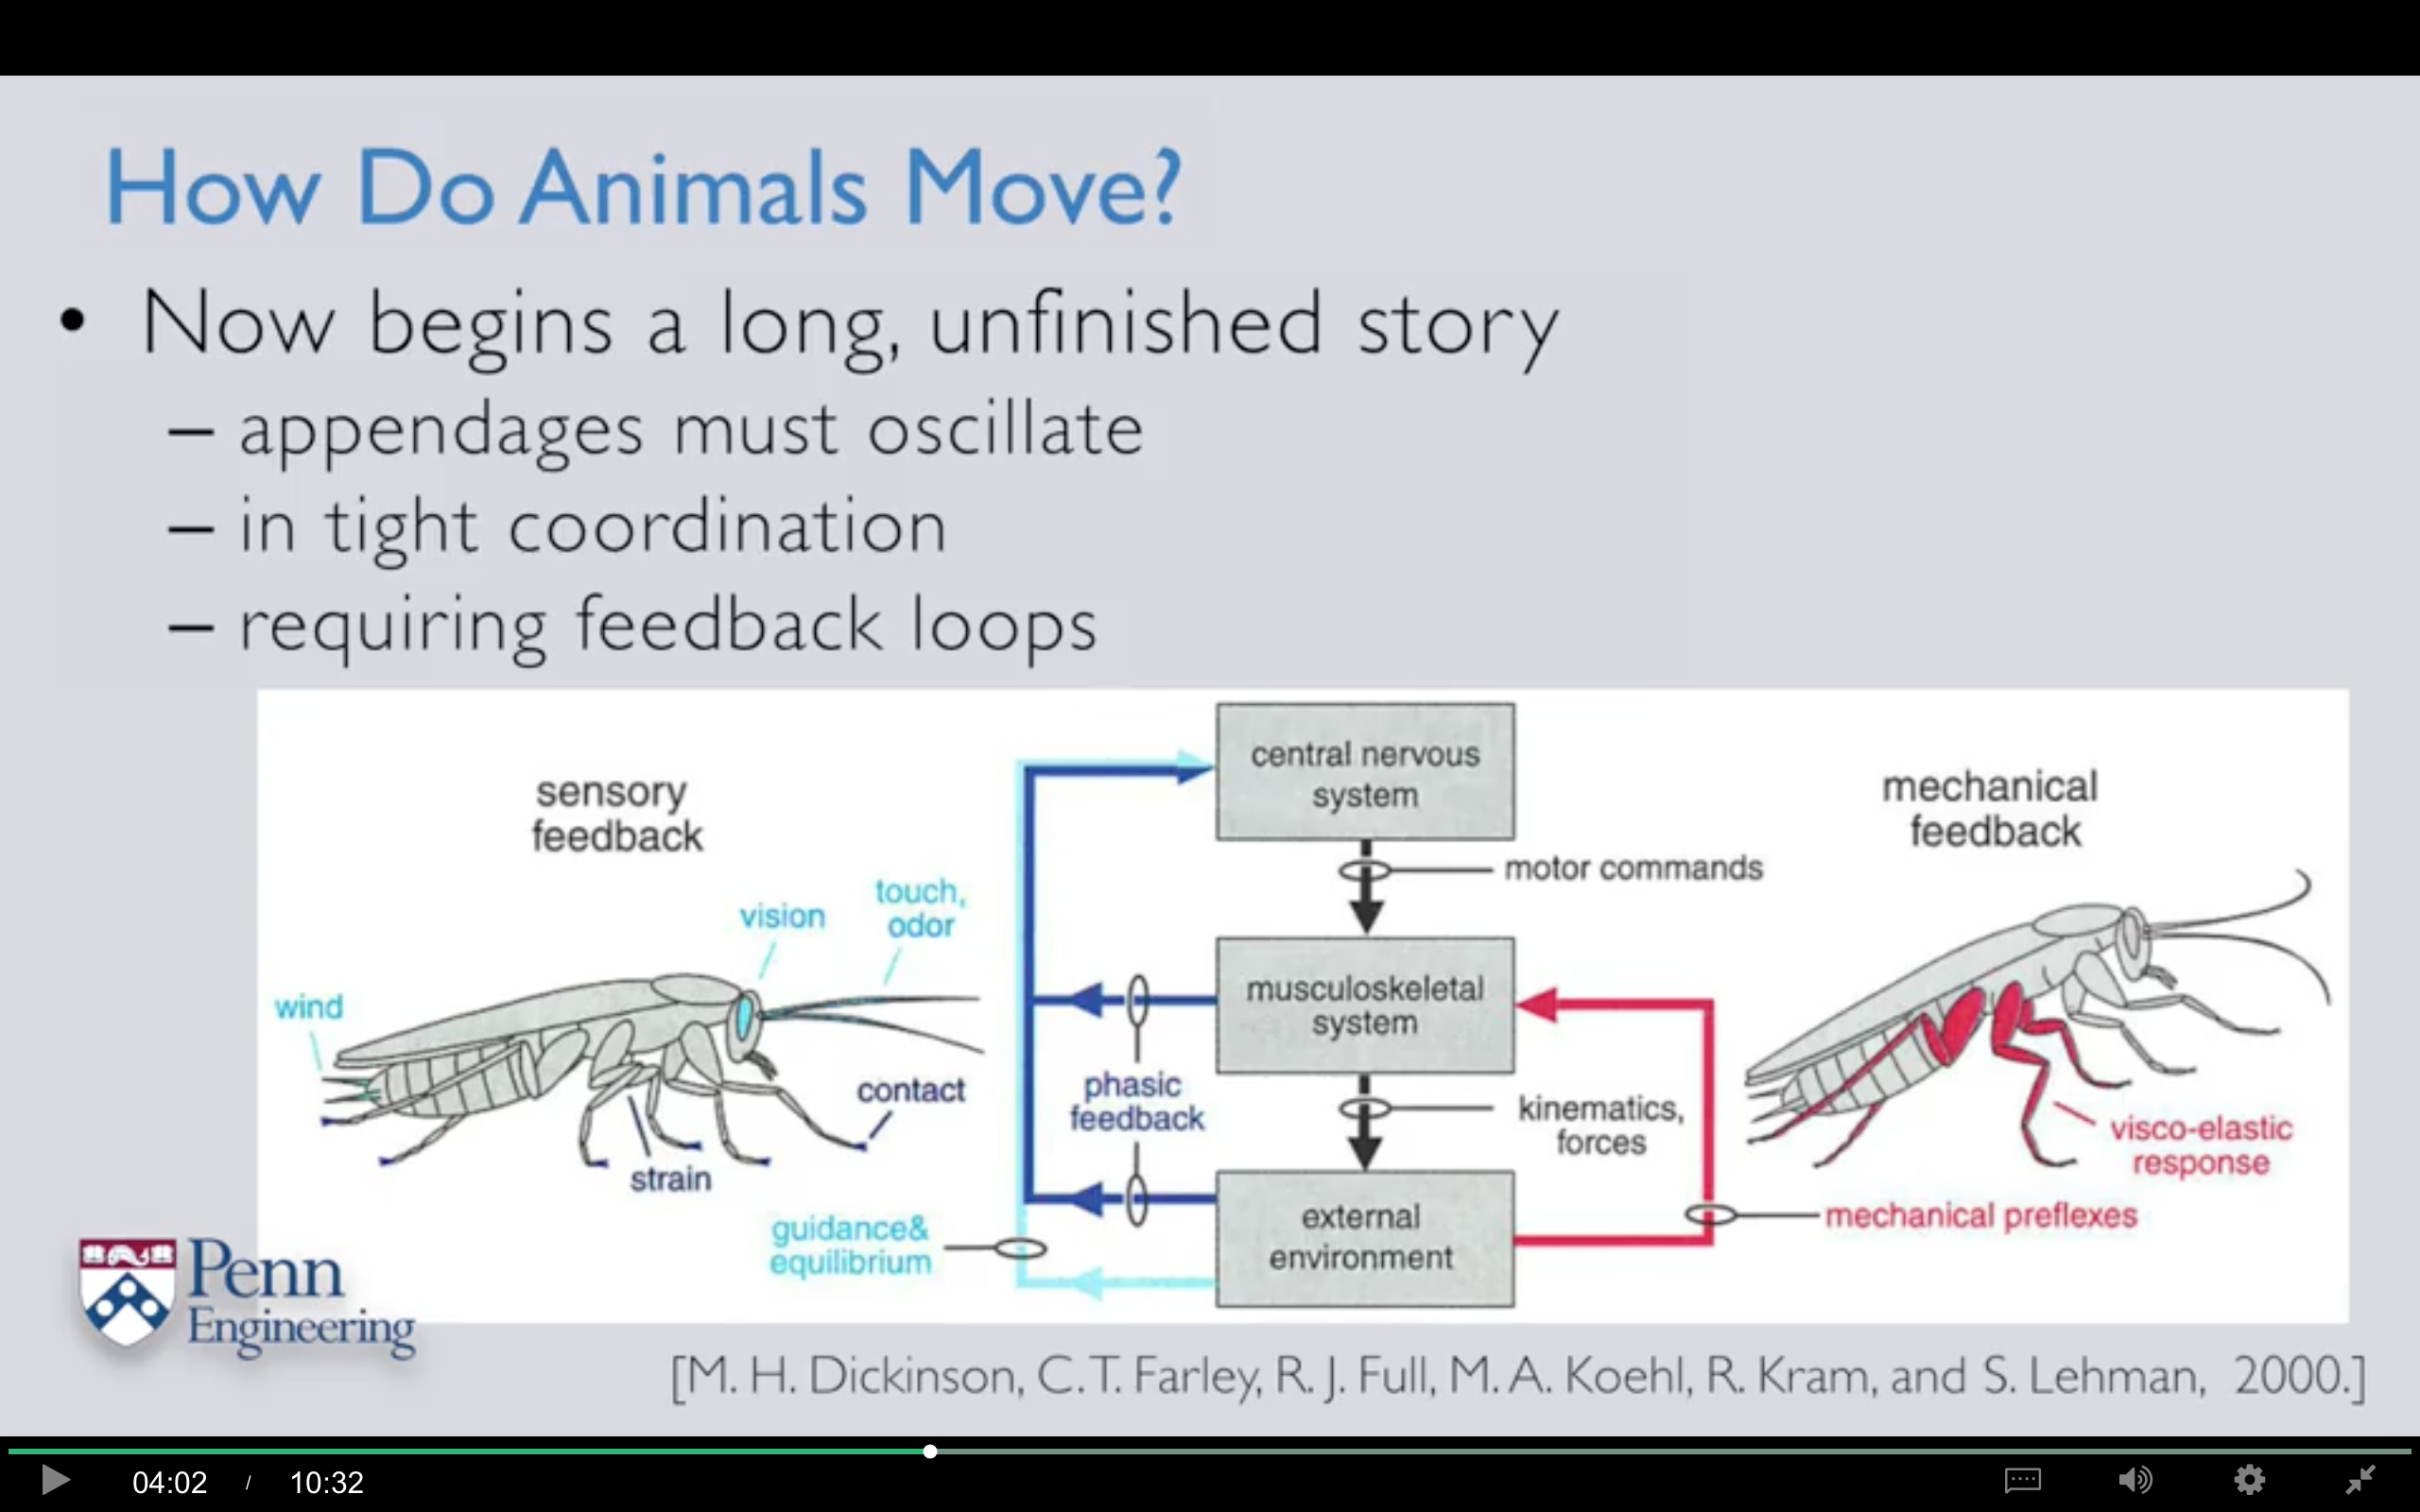 How Do Animals Move?
• Now begins a long, unfinished story
– appendages must oscillate
– in tight coordination
– requiring feedback loops
sensory
feedback
wind
vision
touch,
odor
contact
strain
guidance&
equilibrium
phasic
feedback
central nervous
system
motor commands
musculoskeletal
system
kinematics,
forces
external
environment
mechanical
feedback
visco-elastic
response
mechanical preflexes
Penn
Engineering
[M. H. Dickinson, C. T. Farley, R. J. Full, M. A. Koehl, R. Kram, and S. Lehman, 2000.]
04:02 / 10:32